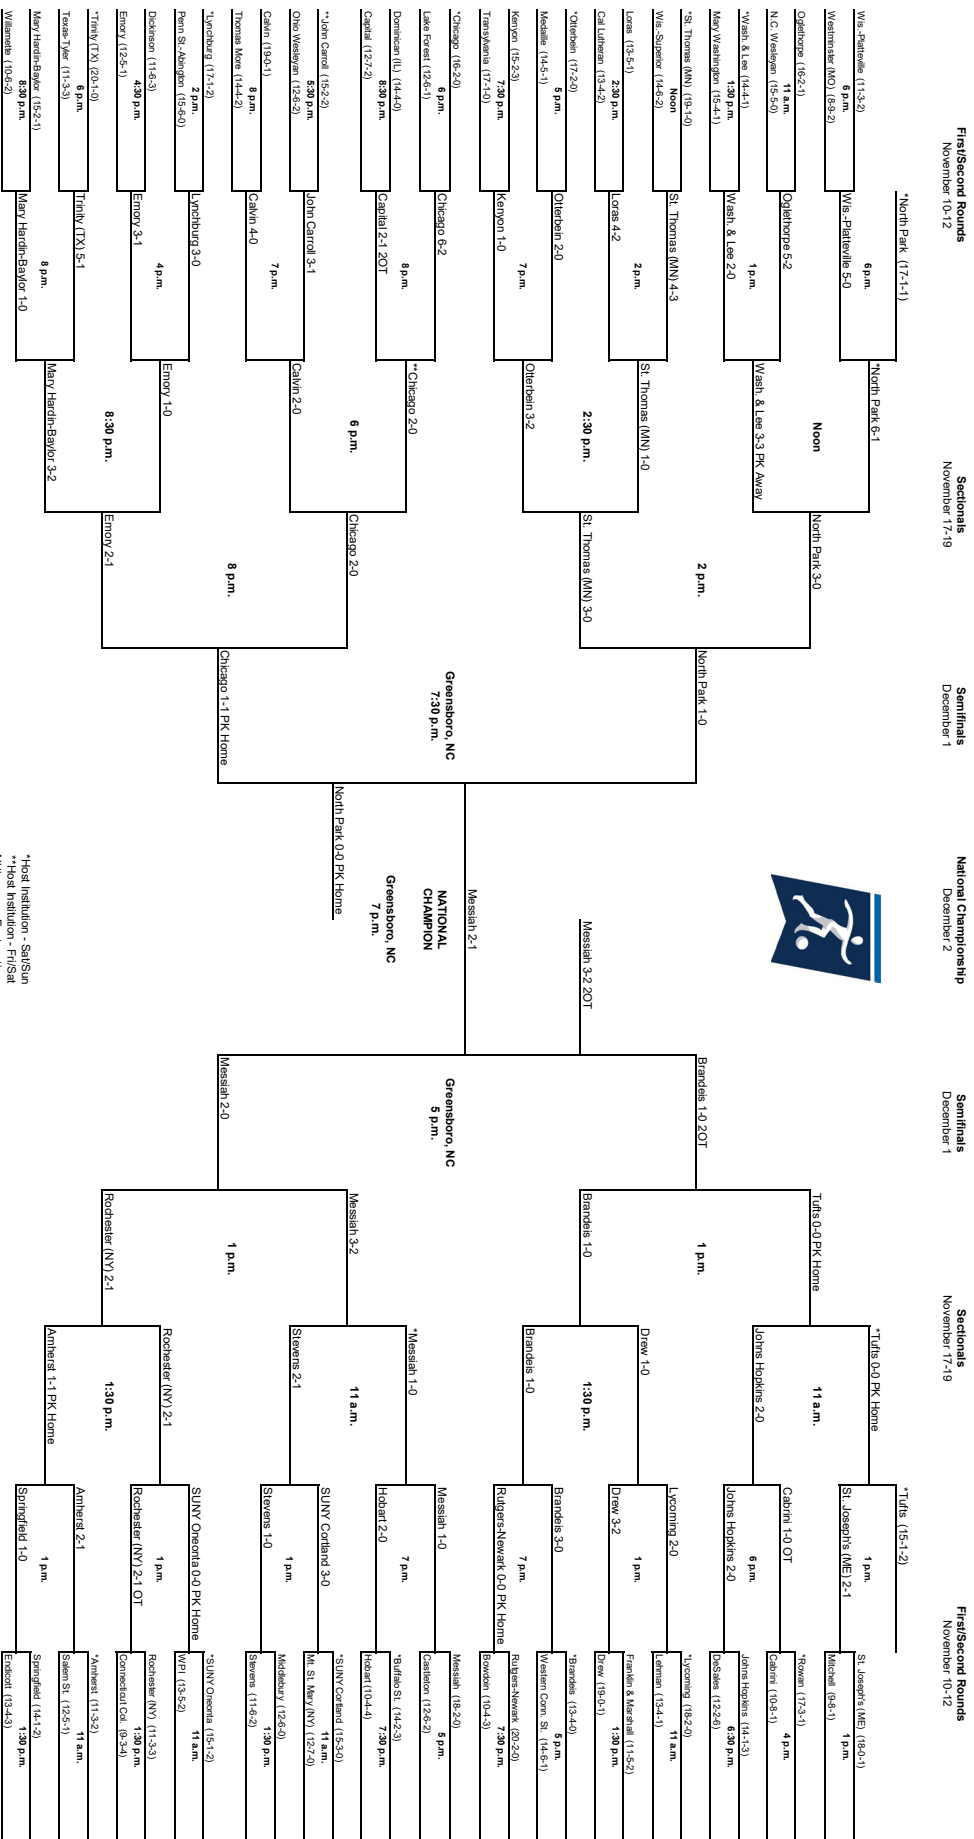 First/Second Rounds
November 10-12
Sectionals
November 17-19
Semifinals
December 1
National Championship
December 2
Semifinals
December 1
Sectionals
November 17-19
First/Second Rounds
November 10-12
*North Park (17-1-1)
6 p.m.
Wis.-Platteville (11-3-2)
6 p.m.
Westminster (MO) (8-9-2)
Wis.-Platteville 5-0
*North Park 6-1
Oglethorpe (16-2-1)
11 a.m.
N.C. Wesleyan (15-5-0)
Oglethorpe 5-2
1 p.m.
*Wash. & Lee (14-4-1)
1:30 p.m.
Mary Washington (15-4-1)
Wash. & Lee 2-0
Wash. & Lee 3-3 PK Away
Noon
North Park 3-0
*St. Thomas (MN) (19-1-0)
Noon
Wis.-Superior (14-6-2)
St. Thomas (MN) 4-3
2 p.m.
Loras (13-5-1)
2:30 p.m.
Cal Lutheran (13-4-2)
Loras 4-2
St. Thomas (MN) 1-0
2:30 p.m.
*Otterbein (17-2-0)
5 p.m.
Medaille (14-5-1)
Otterbein 2-0
7 p.m.
Kenyon (15-2-3)
7:30 p.m.
Transylvania (17-1-0)
Kenyon 1-0
Otterbein 3-2
St. Thomas (MN) 3-0
2 p.m.
North Park 1-0
*Chicago (16-2-0)
6 p.m.
Lake Forest (12-6-1)
Chicago 6-2
8 p.m.
Dominican (IL) (14-4-0)
8:30 p.m.
Capital (12-7-2)
Capital 2-1 2OT
**Chicago 2-0
6 p.m.
**John Carroll (15-2-2)
5:30 p.m.
Ohio Wesleyan (12-6-2)
John Carroll 3-1
7 p.m.
Calvin (19-0-1)
8 p.m.
Thomas More (14-4-2)
Calvin 4-0
Calvin 2-0
Chicago 2-0
8 p.m.
*Lynchburg (17-1-2)
2 p.m.
Penn St.-Abington (15-6-0)
Lynchburg 3-0
4 p.m.
Dickinson (11-6-3)
4:30 p.m.
Emory (12-5-1)
Emory 3-1
Emory 1-0
8:30 p.m.
*Trinity (TX) (20-1-0)
6 p.m.
Texas-Tyler (11-3-3)
Trinity (TX) 5-1
8 p.m.
Mary Hardin-Baylor (15-2-1)
8:30 p.m.
Willamette (10-6-2)
Mary Hardin-Baylor 1-0
Mary Hardin-Baylor 3-2
Emory 2-1
Chicago 1-1 PK Home
Greensboro, NC
7:30 p.m.
North Park 0-0 PK Home
Messiah 2-1
NATIONAL
CHAMPION
Greensboro, NC
7 p.m.
Messiah 3-2 2OT
*Host Institution - Sat/Sun
**Host Institution - Fri/Sat
Brandeis 1-0 2OT
Greensboro, NC
5 p.m.
Messiah 2-0
Tufts 0-0 PK Home
1 p.m.
Brandeis 1-0
*Tufts 0-0 PK Home
11 a.m.
Johns Hopkins 2-0
*Tufts (15-1-2)
1 p.m.
St. Joseph's (ME) 2-1
St. Joseph's (ME) (18-0-1)
1 p.m.
Mitchell (9-8-1)
Cabrini 1-0 OT
6 p.m.
Johns Hopkins 2-0
*Rowan (17-3-1)
4 p.m.
Cabrini (10-8-1)
Johns Hopkins (14-1-3)
6:30 p.m.
DeSales (12-2-6)
Drew 1-0
1:30 p.m.
Brandeis 1-0
Lycoming 2-0
1 p.m.
Drew 3-2
*Lycoming (18-2-0)
11 a.m.
Lehman (13-4-1)
Franklin & Marshall (11-5-2)
1:30 p.m.
Drew (19-0-1)
Brandeis 3-0
7 p.m.
Rutgers-Newark 0-0 PK Home
*Brandeis (13-4-0)
5 p.m.
Western Conn. St. (14-6-1)
Rutgers-Newark (20-2-0)
7:30 p.m.
Bowdoin (10-4-3)
Messiah 3-2
1 p.m.
Rochester (NY) 2-1
*Messiah 1-0
11 a.m.
Stevens 2-1
Messiah 1-0
7 p.m.
Hobart 2-0
Messiah (18-2-0)
5 p.m.
Castleton (12-6-2)
*Buffalo St. (14-2-3)
7:30 p.m.
Hobart (10-4-4)
SUNY Cortland 3-0
1 p.m.
Stevens 1-0
*SUNY Cortland (15-3-0)
11 a.m.
Mt. St. Mary (NY) (12-7-0)
Middlebury (12-6-0)
1:30 p.m.
Stevens (11-6-2)
Rochester (NY) 2-1
1:30 p.m.
Amherst 1-1 PK Home
SUNY Oneonta 0-0 PK Home
1 p.m.
Rochester (NY) 2-1 OT
*SUNY Oneonta (15-1-2)
11 a.m.
WPI (13-5-2)
Rochester (NY) (11-3-3)
1:30 p.m.
Connecticut Col. (9-3-4)
Amherst 2-1
1 p.m.
Springfield 1-0
*Amherst (11-3-2)
11 a.m.
Salem St. (12-5-1)
Springfield (14-1-2)
1:30 p.m.
Endicott (13-4-3)